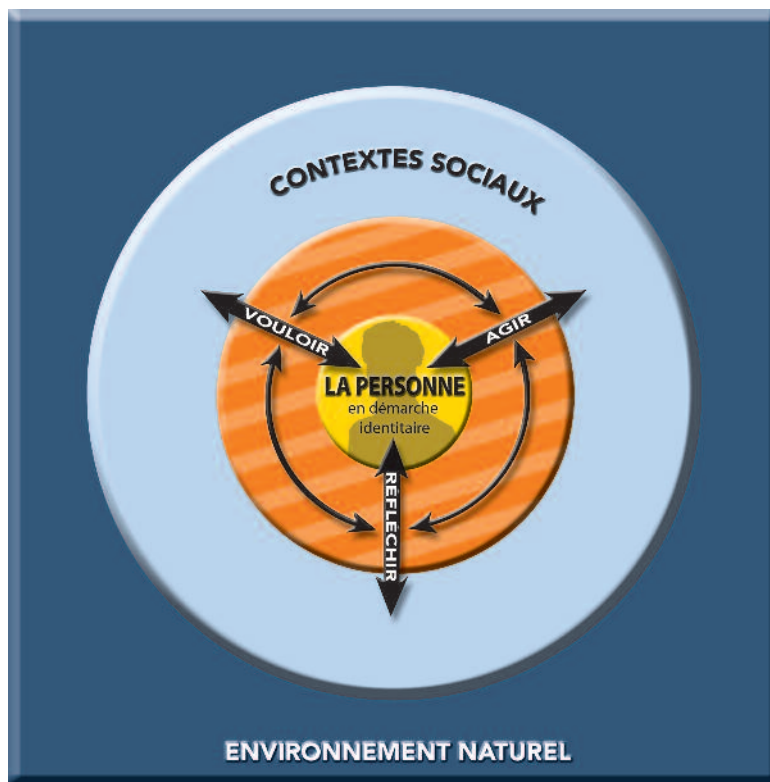 CONTEXTES SOCIAUX
VOULOIR
AGIR
LA PERSONNE
en démarche
identitaire
RÉFLÉCHIR
ENVIRONNEMENT NATUREL